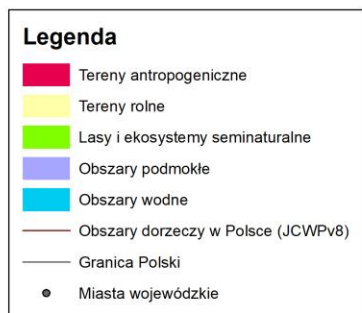 Legenda
Tereny antropogeniczne
Tereny rolne
Lasy i ekosystemy seminaturalne
Obszary podmokłe
Obszary wodne
Obszary dorzeczy w Polsce (JCWPv8)
Granica Polski
Miasta wojewódzkie